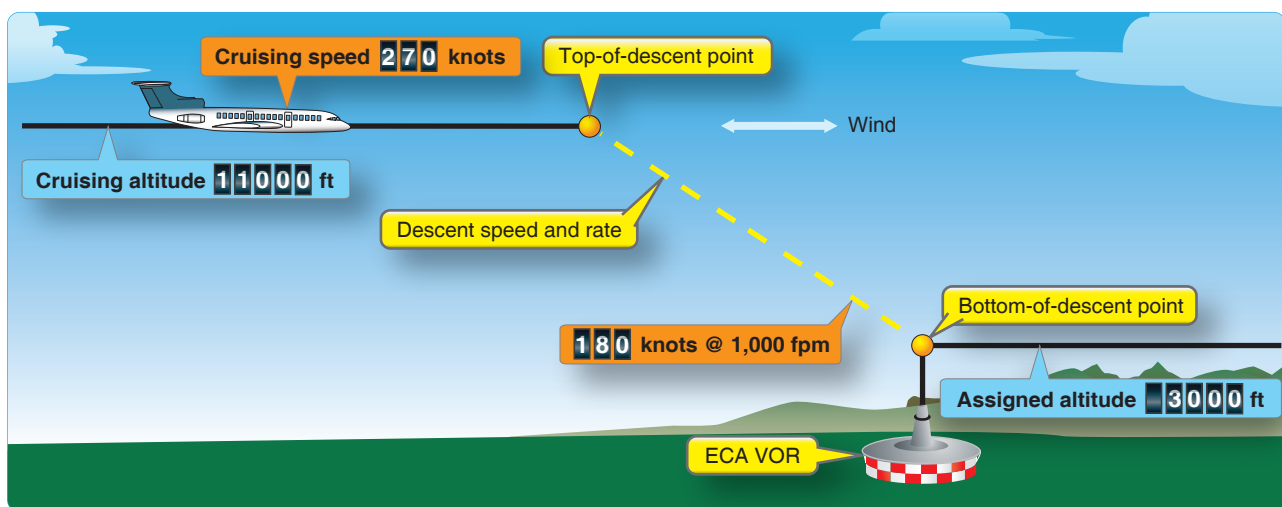 Cruising speed 270 knots
Top-of-descent point
Wind
Cruising altitude 11000 ft
Descent speed and rate
Bottom-of-descent point
180 knots @ 1,000 fpm
Assigned altitude 3000 ft
ECA VOR